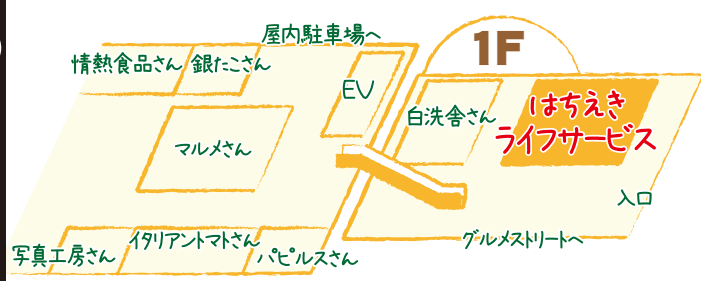 屋内駐車場へ
1F
情熱食品さん
銀たこさん
EV
白洗舎さん
はちえき
ライフサービス
マルメさん
入口
写真工房さん
イタリアントマトさん
パピルスさん
グルメストリートへ